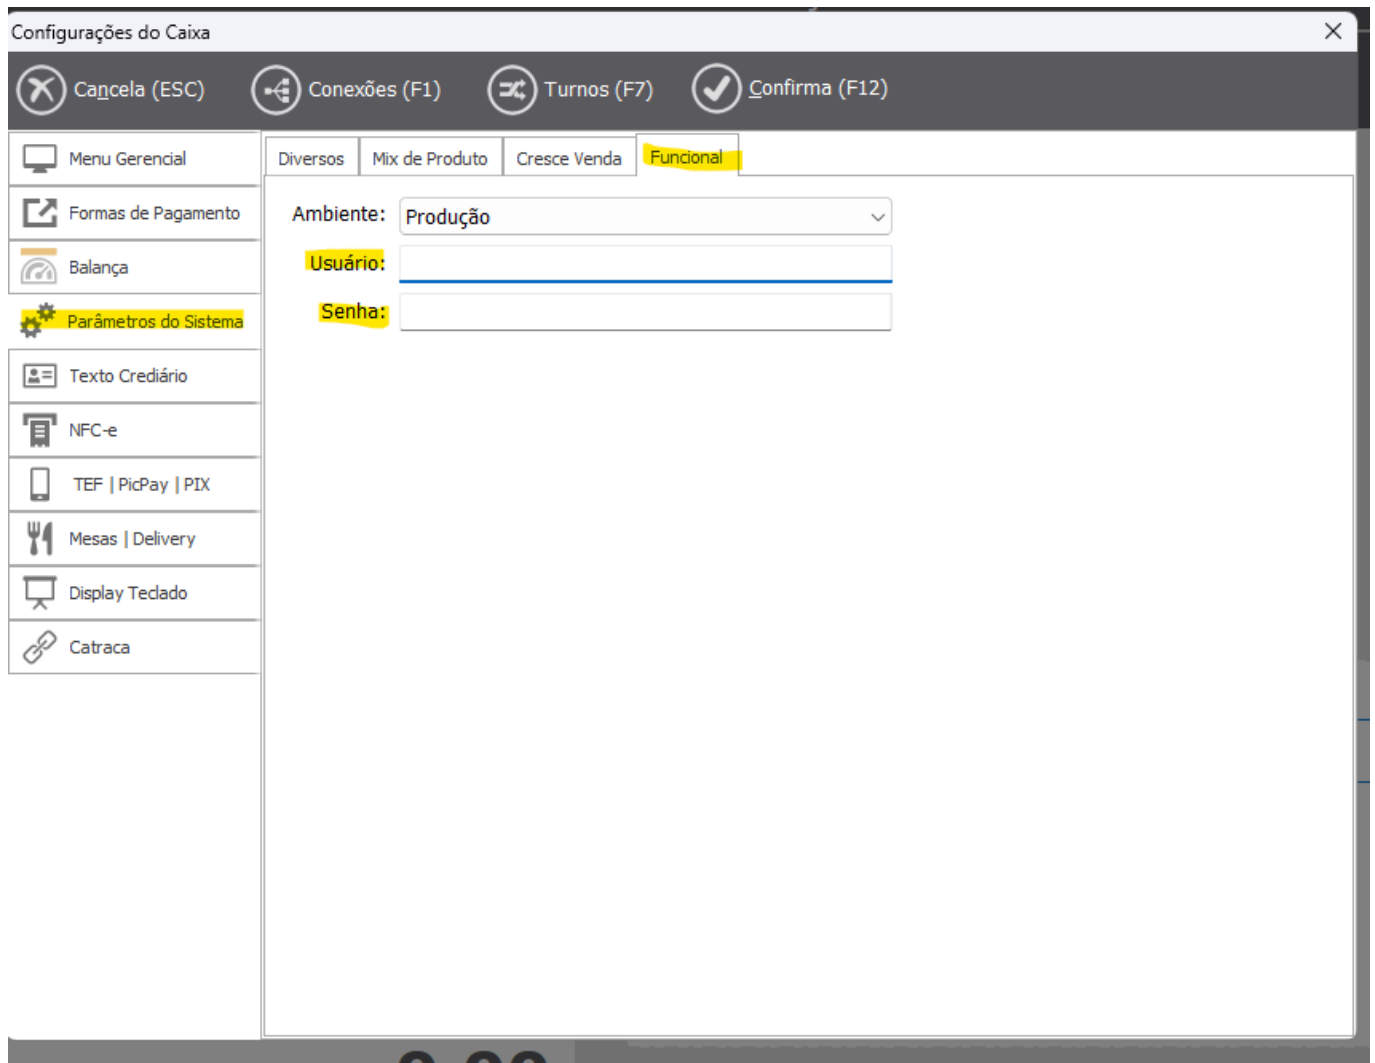 Configurações do Caixa
Cancela (ESC) Conexões (F1) Turnos (F7) Confirma (F12)
Menu Gerencial
Formas de Pagamento
Balança
Parâmetros do Sistema
Texto Crediário
NFC-e
TEF | PicPay | PIX
Mesas | Delivery
Display Teclado
Catraca
Diversos Mix de Produto Cresce Venda Funcional
Ambiente: Produção
Usuário:
Senha: